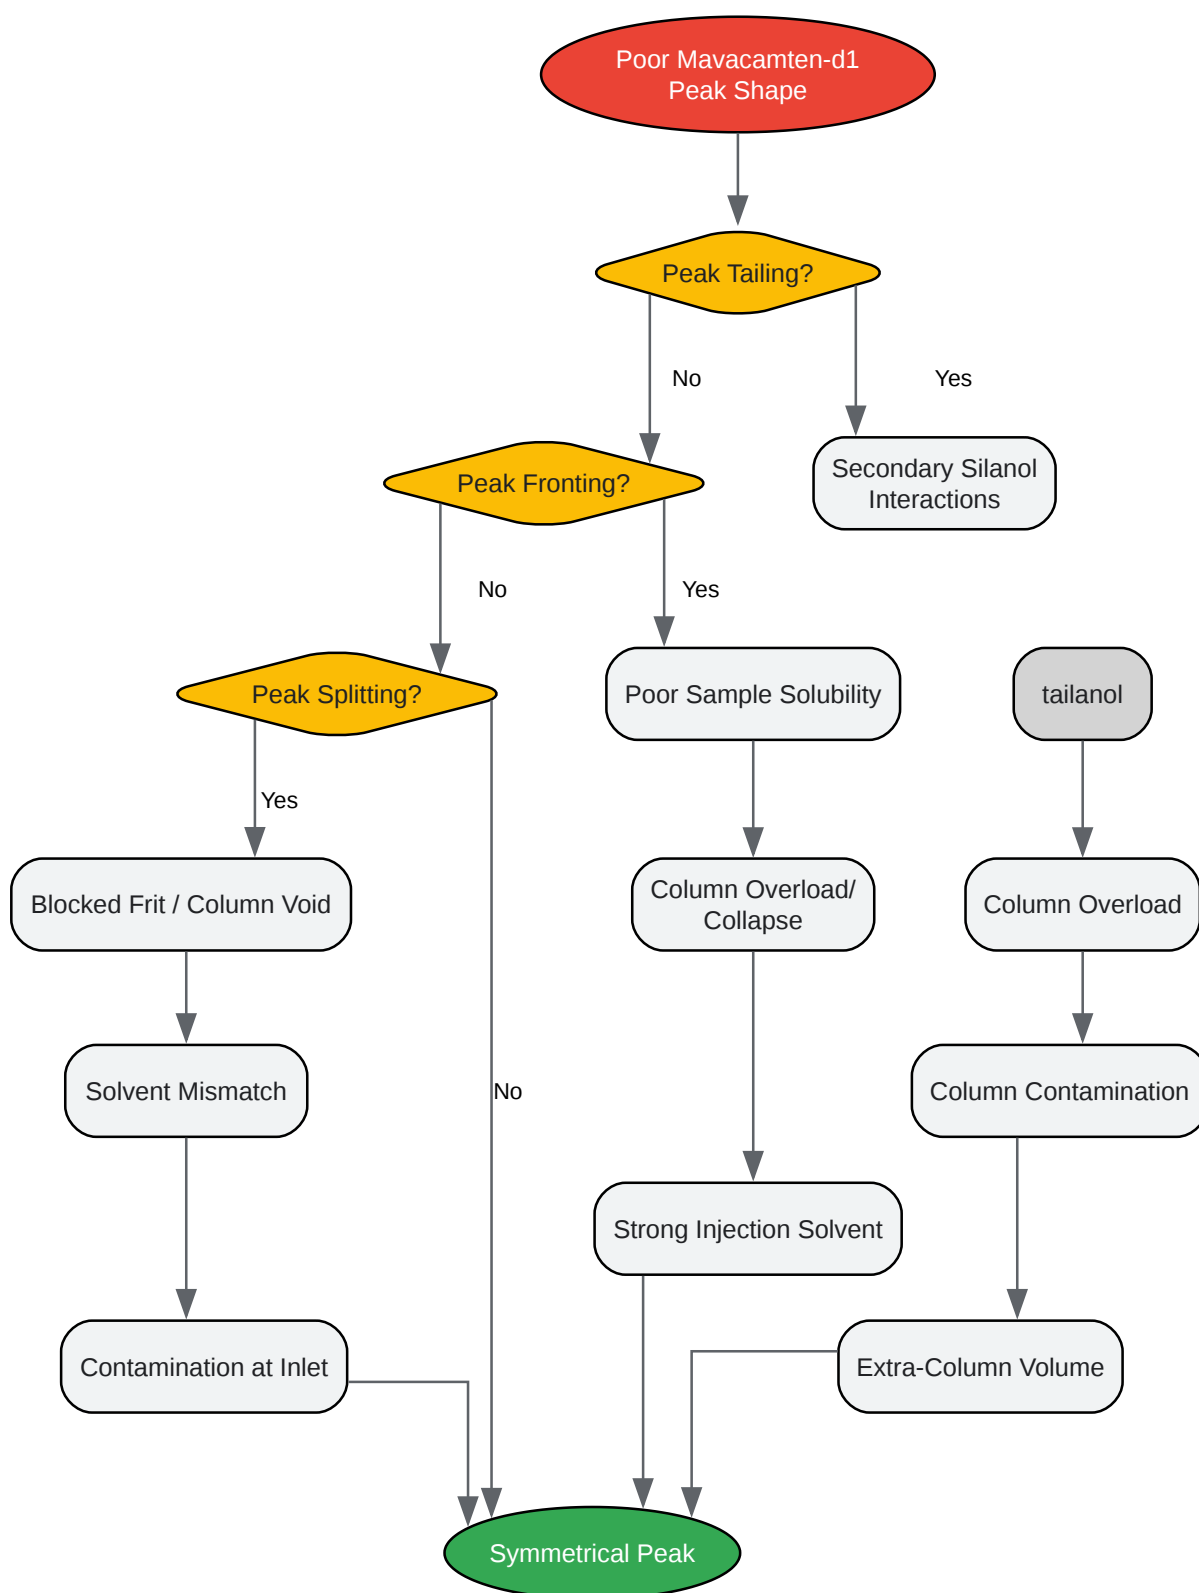 Poor Mavacamten-d1
Peak Shape
Peak Tailing?
No
Yes
Secondary Silanol
Interactions
Peak Fronting?
No
Yes
Peak Splitting?
Poor Sample Solubility
tailanol
Yes
Blocked Frit / Column Void
Column Overload/
Collapse
Column Overload
Solvent Mismatch
No
Column Contamination
Strong Injection Solvent
Contamination at Inlet
Extra-Column Volume
Symmetrical Peak